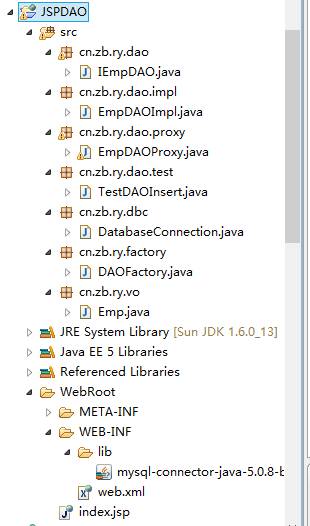 JSPDAO
src
cn.zb.ry.dao
IEmpDAO.java
cn.zb.ry.dao.impl
EmpDAOImpl.java
cn.zb.ry.dao.proxy
EmpDAOProxy.java
cn.zb.ry.dao.test
TestDAOInsert.java
cn.zb.ry.dbc
DatabaseConnection.java
cn.zb.ry.factory
DAOFactory.java
cn.zb.ry.vo
Emp.java
JRE System Library [Sun JDK 1.6.0_13]
Java EE 5 Libraries
Referenced Libraries
WebRoot
META-INF
WEB-INF
lib
mysql-connector-java-5.0.8-b
web.xml
index.jsp